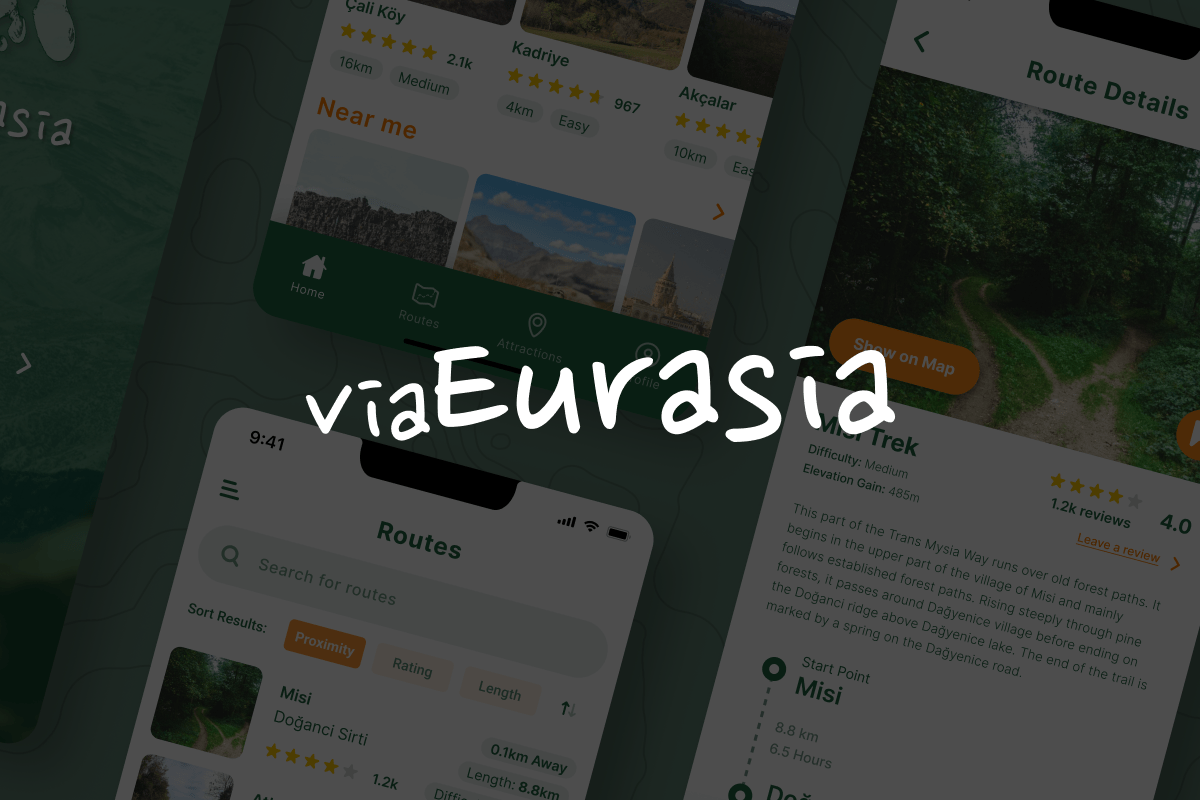 asīa
Çali Köy
2.1k
16km
Medium
Kadriye
967
4km
Easy
Akçalar
10km
Near me
Home
Routes
Attractions
viaEurasīa
Route Details
Show on Map
Misi Trek
Difficulty: Medium
Elevation Gain: 485m
4.0
1.2k reviews
Leave a review
This part of the Trans Mysia Way runs over old forest paths. It
begins in the upper part of the village of Misi and mainly
follows established forest paths. Rising steeply through pine
forests, it passes around Dağyenice village before ending on
the Doğanci ridge above Dağyenice lake. The end of the trail is
marked by a spring on the Dağyenice road.
Start Point
Misi
8.8 km
6.5 Hours
9:41
Routes
Search for routes
Sort Results:
Proximity
Rating
Length
Misi
Doğanci Sirti
1.2k
0.1km Away
Length: 8.8km